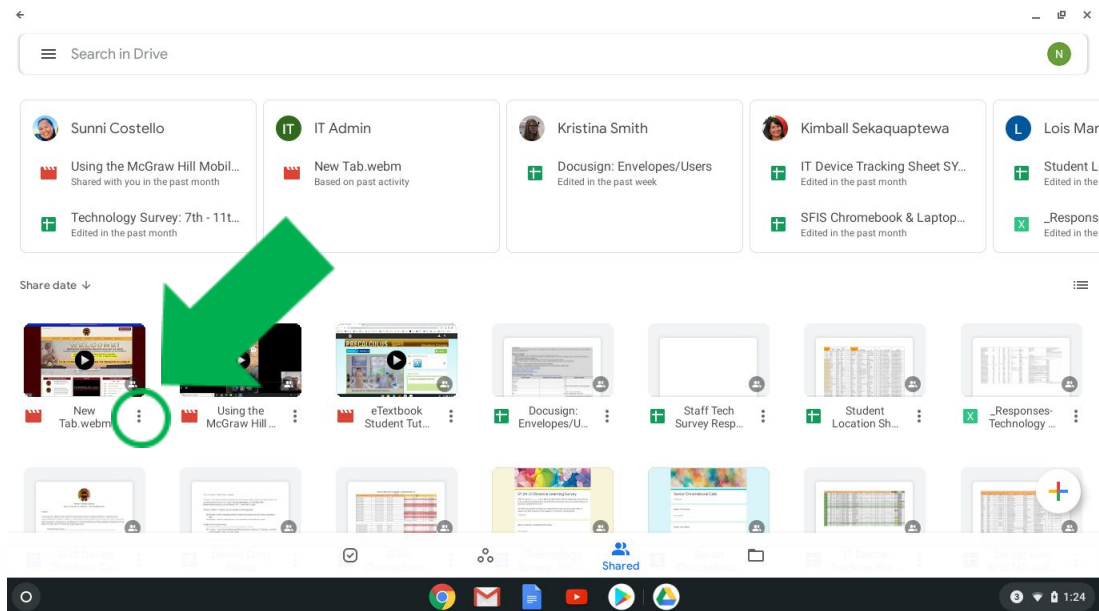 Search in Drive
N
Sunni Costello
Using the McGraw Hill Mobil...
Shared with you in the past month
Technology Survey: 7th - 11t...
Edited in the past month
IT
IT Admin
New Tab.webm
Based on past activity
Kristina Smith
Docusign: Envelopes/Users
Edited in the past week
Kimball Sekaquaptewa
IT Device Tracking Sheet SY...
Edited in the past month
SFIS Chromebook & Laptop...
Edited in the past month
L
Lois Mar
Student L
Edited in the
X
_Respons
Edited in the
Share date
WELCOME!
PRECALCULUS
New
Tab.webm
Using the
McGraw Hill ...
eTextbook
Student Tut...
Docusign:
Envelopes/U...
Staff Tech
Survey Resp...
Student
Location Sh...
X
_Responses-
Technology ...
Shared
3
1:24